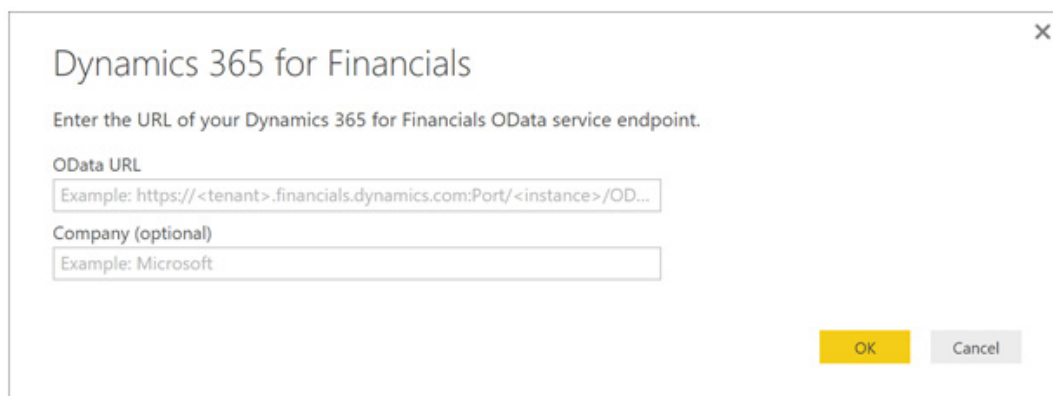 Dynamics 365 for Financials
Enter the URL of your Dynamics 365 for Financials OData service endpoint.
OData URL
Example: https://<tenant>.financials.dynamics.com:Port/<instance>/OD...
Company (optional)
Example: Microsoft
OK Cancel